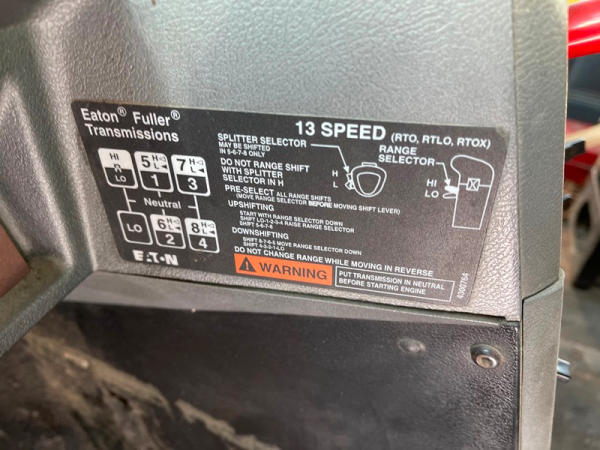 Eaton® Fuller®
Transmissions
13 SPEED (RTO, RTLO, RTOX)
SPLITTER SELECTOR
MAY BE SHIFTED
IN 5-6-7-8 ONLY
H
L
RANGE
SELECTOR
HI
LO
DO NOT RANGE SHIFT
WITH SPLITTER
SELECTOR IN H
HI
R
LO
5 H
L
1
7 H
L
3
Neutral
LO
6 H
L
2
8 H
L
4
PRE-SELECT ALL RANGE SHIFTS
(MOVE RANGE SELECTOR BEFORE MOVING SHIFT LEVER)
UPSHIFTING
START WITH RANGE SELECTOR DOWN
SHIFT LO-1-2-3-4 RAISE RANGE SELECTOR
SHIFT 5-6-7-8
DOWNSHIFTING
SHIFT 8-7-6-5 MOVE RANGE SELECTOR DOWN
SHIFT 4-3-2-1-LO
DO NOT CHANGE RANGE WHILE MOVING IN REVERSE
EATON
WARNING
PUT TRANSMISSION IN NEUTRAL
BEFORE STARTING ENGINE